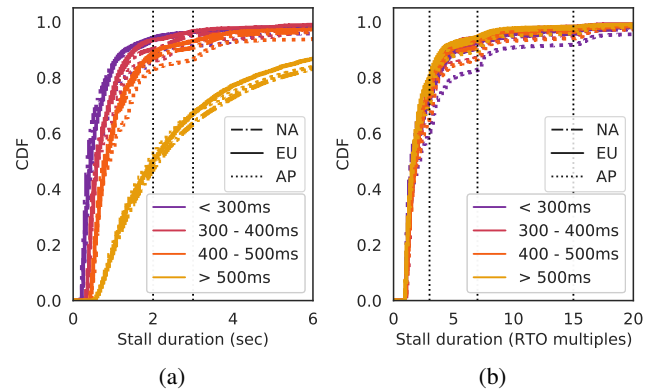 1.0
0.8
0.6
0.4
0.2
0.0
CDF
NA
EU
AP
< 300ms
300 - 400ms
400 - 500ms
> 500ms
0 2 4 6
Stall duration (sec)
(a)
1.0
0.8
0.6
0.4
0.2
0.0
CDF
NA
EU
AP
< 300ms
300 - 400ms
400 - 500ms
> 500ms
0 5 10 15 20
Stall duration (RTO multiples)
(b)